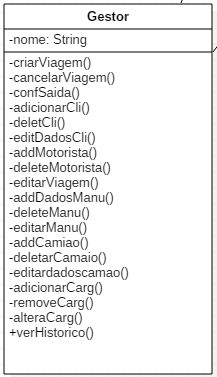 Gestor
-nome: String
-criarViagem()
-cancelarViagem()
-confSaida()
-adicionarCli()
-deletCli()
-editDadosCli()
-addMotorista()
-deleteMotorista()
-editarViagem()
-addDadosManu()
-deleteManu()
-editarManu()
-addCamiao()
-deletarCamaio()
-editardadoscamao()
-adicionarCarg()
-removeCarg()
-alteraCarg()
+verHistorico()